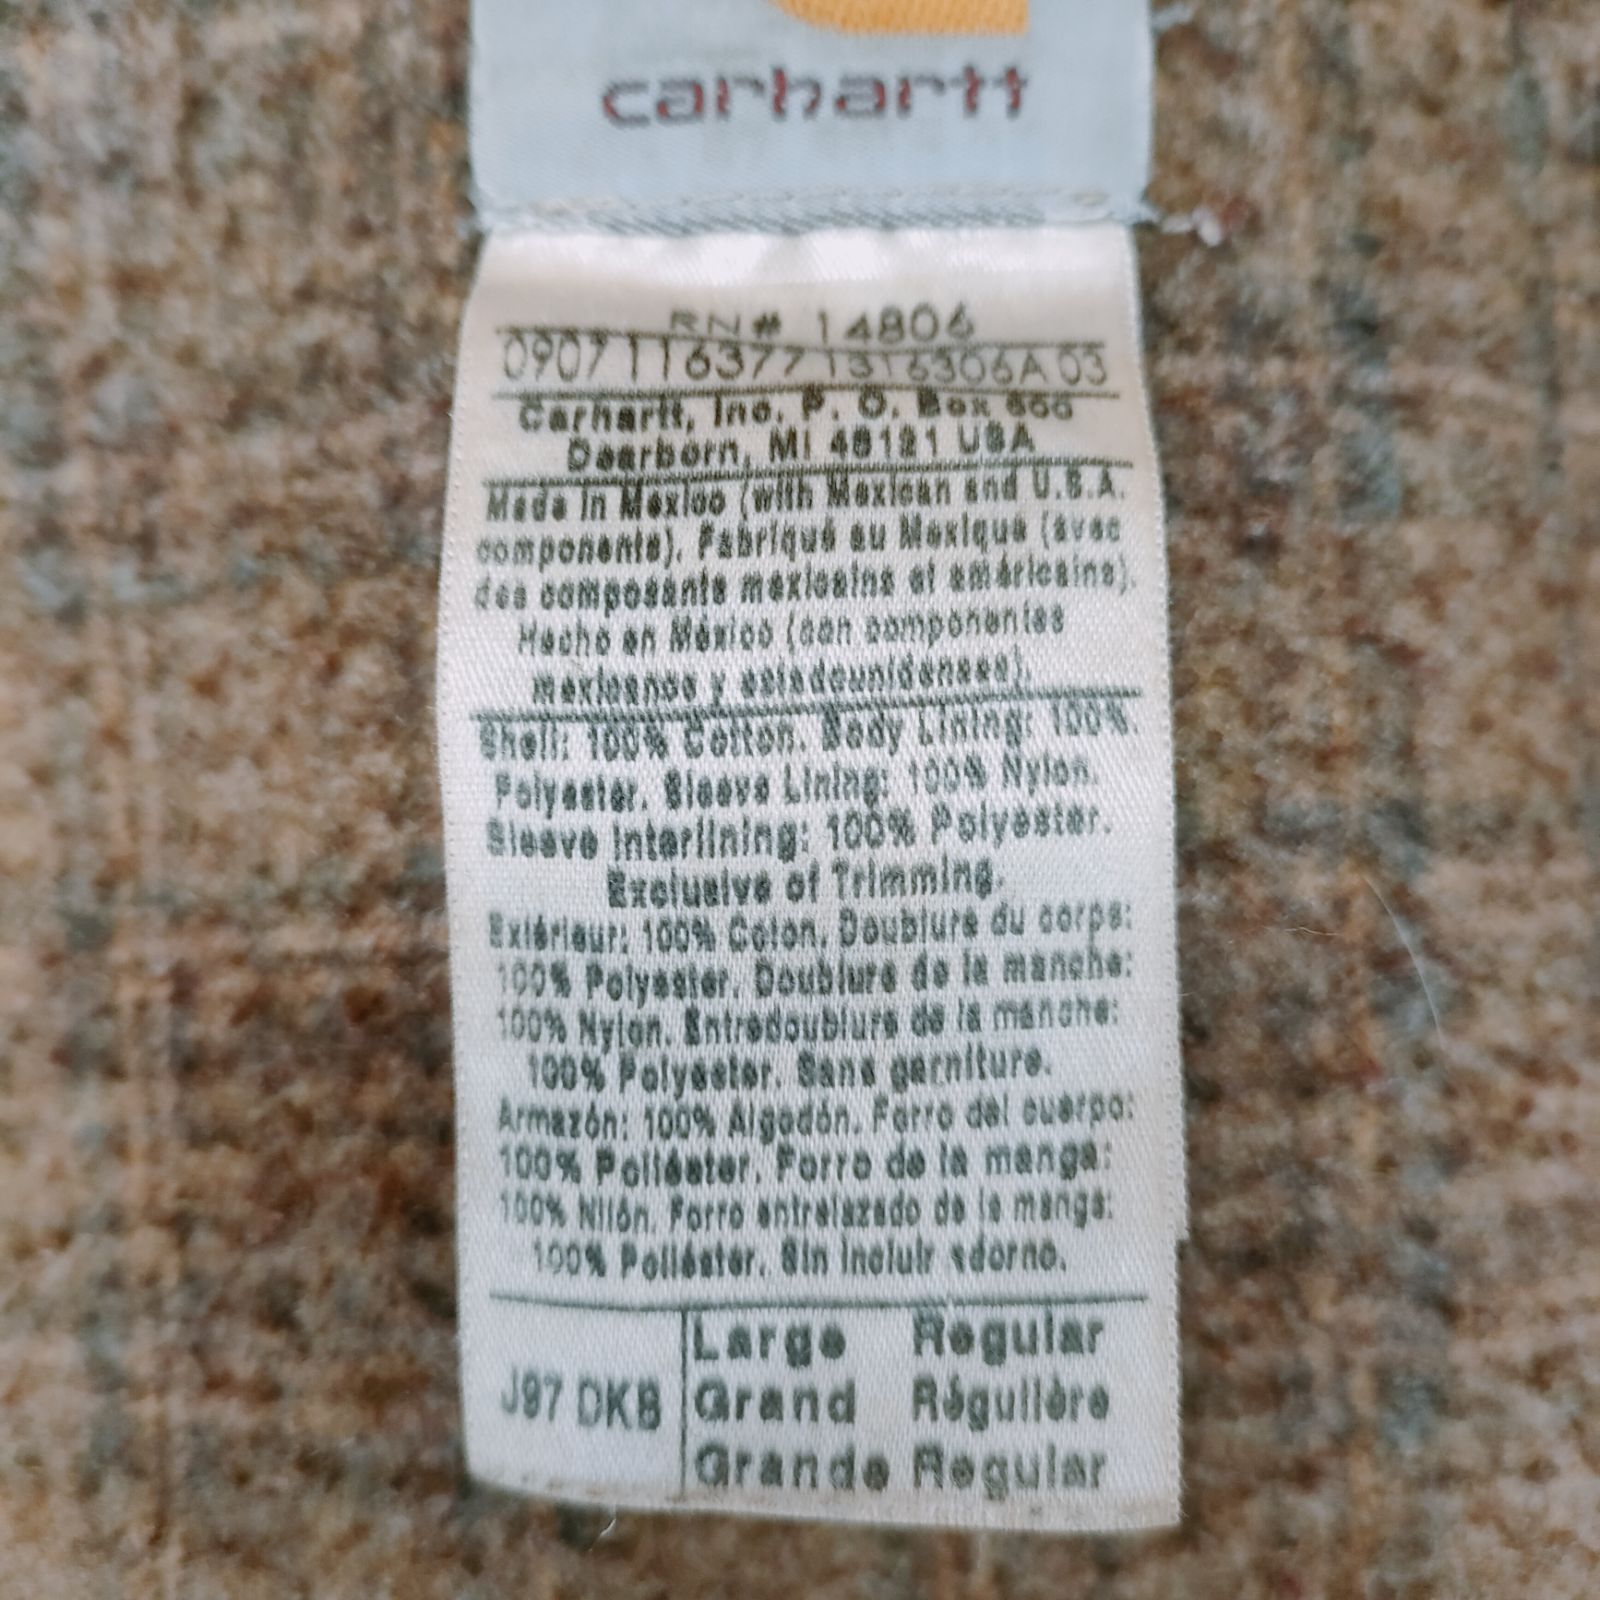 carhartt
RN# 14806
0907 116377 1316306A 03
Carhartt, Inc. P. O. Box 600
Dearborn, MI 48121 USA
Made in Mexico (with Mexican and U.S.A.
components). Fabriqué au Mexique (avec
des composants mexicains et américains).
Hecho en México (con componentes
mexicanos y estadounidenses).
Shell: 100% Cotton. Body Lining: 100%
Polyester. Sleeve Lining: 100% Nylon.
Sleeve Interlining: 100% Polyester.
Exclusive of Trimming.
Extérieur: 100% Coton. Doublure du corps:
100% Polyester. Doublure de la manche:
100% Nylon. Entredoublure de la manche:
100% Polyester. Sans garniture.
Armazón: 100% Algodón. Forro del cuerpo:
100% Poliéster. Forro de la manga:
100% Nilón. Forro entrelazado de la manga:
100% Poliéster. Sin incluir adorno.
J97 DKB
Large Regular
Grand Régulière
Grande Regular